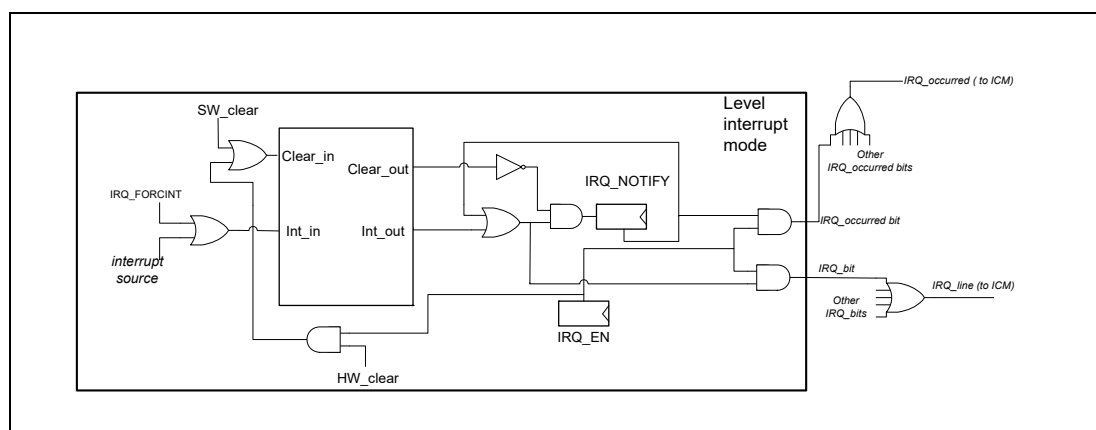 IRQ_occurred ( to ICM)
Level
interrupt
mode
SW_clear
Other
IRQ_occurred bits
Clear_in
Clear_out
IRQ_NOTIFY
IRQ_FORCINT
IRQ_occurred bit
Int_in
Int_out
interrupt
source
IRQ_bit
IRQ_line (to ICM)
Other
IRQ_bits
IRQ_EN
HW_clear